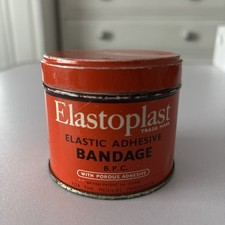 Elastoplast
TRADE MARK
ELASTIC ADHESIVE
BANDAGE
B.P.C.
WITH POROUS ADHESIVE